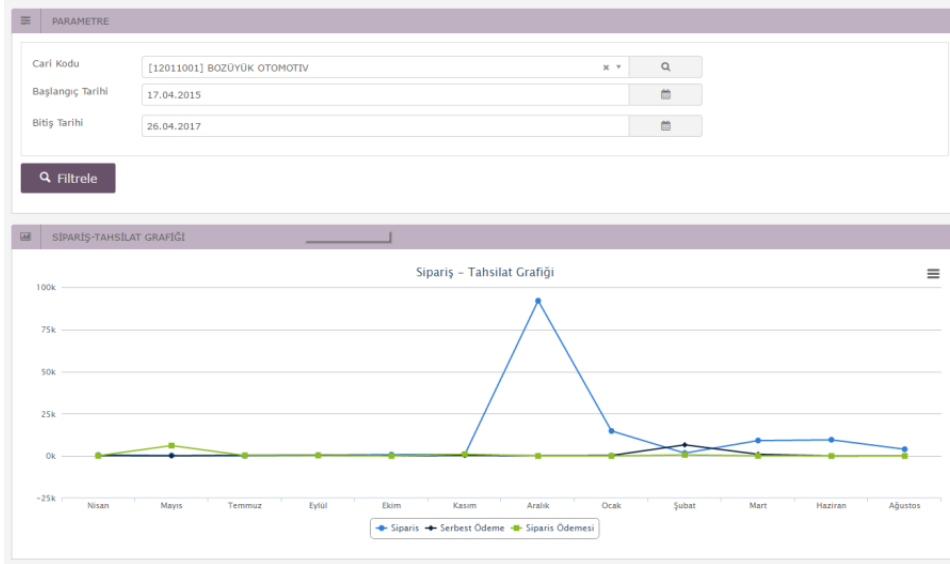 PARAMETRE
Cari Kodu
[12011001] BOZÜYÜK OTOMOTIV
Başlangıç Tarihi
17.04.2015
Bitiş Tarihi
26.04.2017
Filtrele
SİPARİŞ-TAHSİLAT GRAFİĞİ
Sipariş – Tahsilat Grafiği
100k
75k
50k
25k
0k
−25k
Nisan Mayıs Temmuz Eylül Ekim Kasım Aralık Ocak Şubat Mart Haziran Ağustos
Siparis Serbest Ödeme Siparis Ödemesi